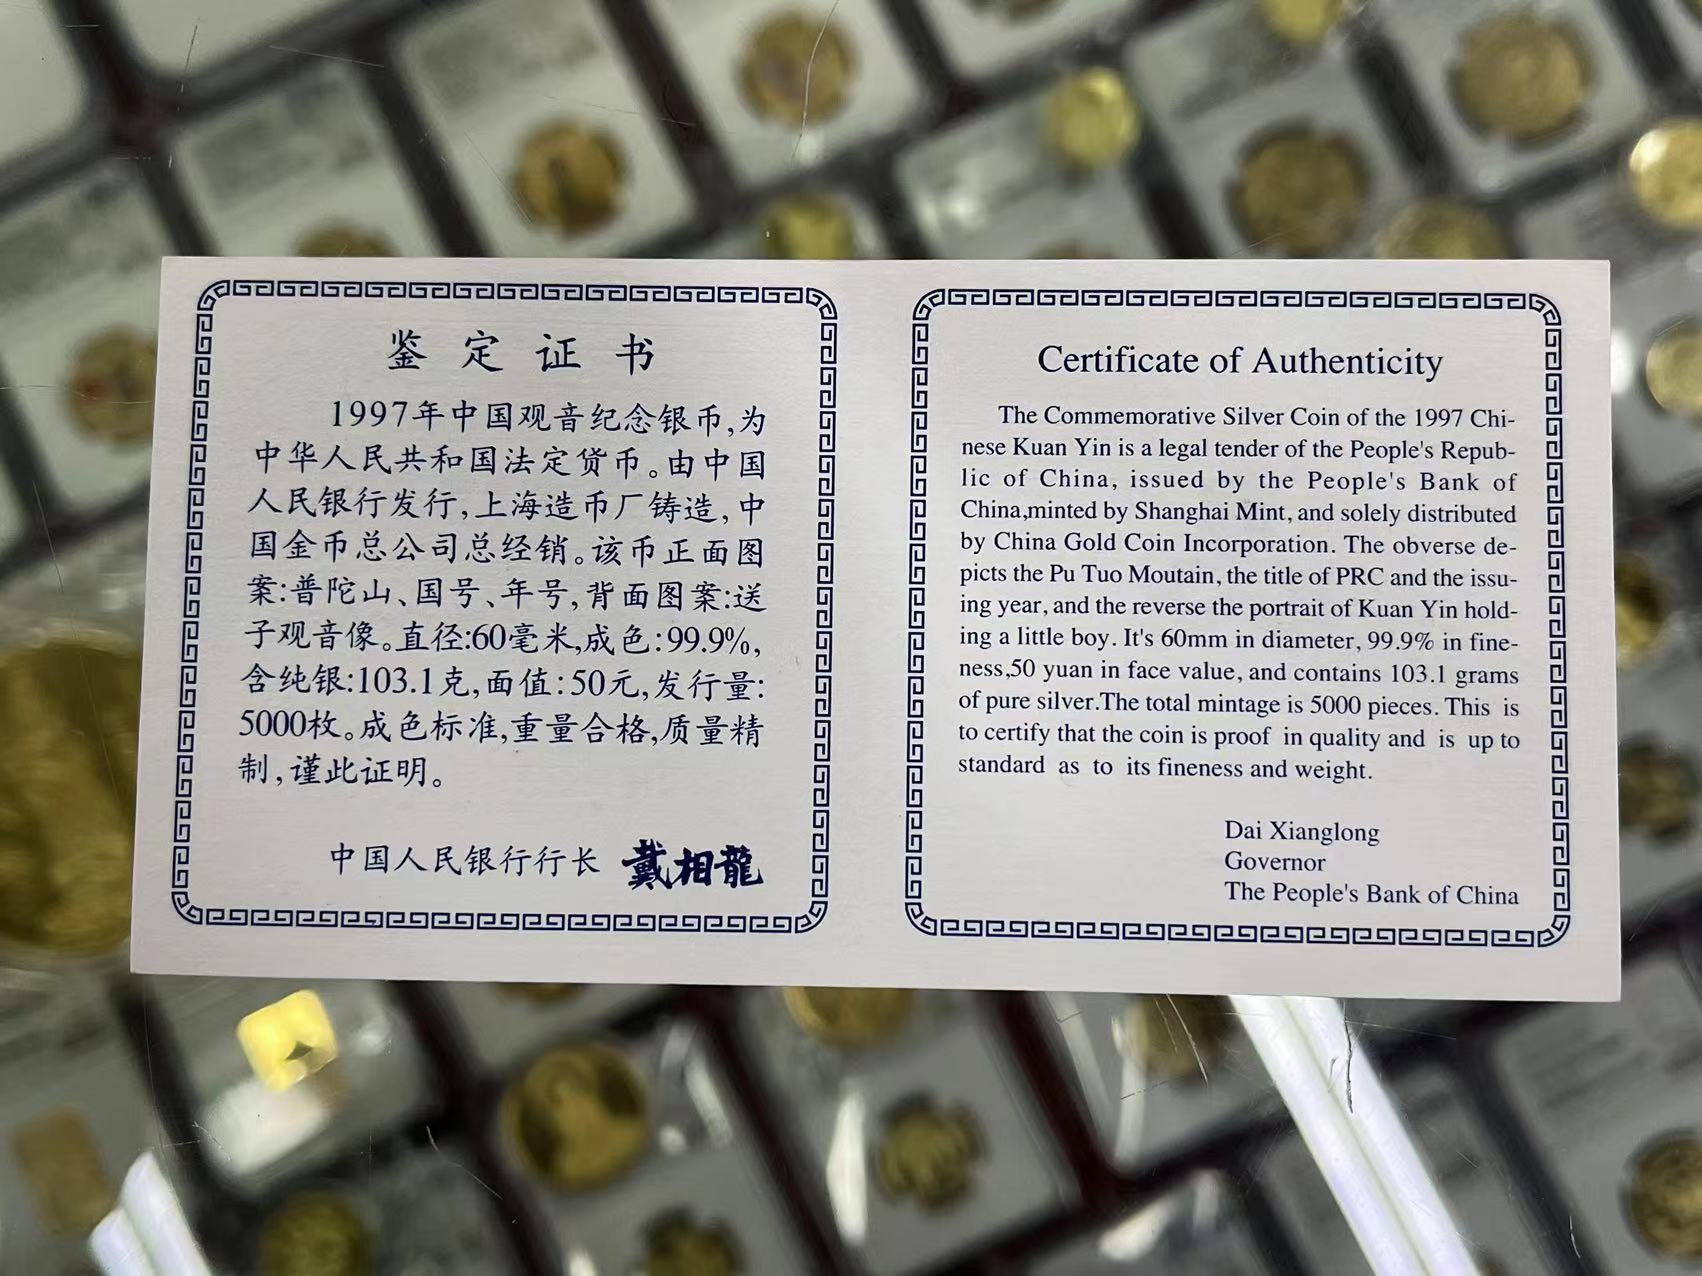 鉴定证书
1997年中国观音纪念银币,为
中华人民共和国法定货币。由中国
人民银行发行,上海造币厂铸造,中
国金币总公司总经销。该币正面图
案:普陀山、国号、年号,背面图案:送
子观音像。直径:60毫米,成色:99.9%,
含纯银:103.1克,面值:50元,发行量:
5000枚。成色标准,重量合格,质量精
制,谨此证明。
中国人民银行行长 戴相龍
Certificate of Authenticity
The Commemorative Silver Coin of the 1997 Chi-
nese Kuan Yin is a legal tender of the People's Repub-
lic of China, issued by the People's Bank of
China,minted by Shanghai Mint, and solely distributed
by China Gold Coin Incorporation. The obverse de-
picts the Pu Tuo Moutain, the title of PRC and the issu-
ing year, and the reverse the portrait of Kuan Yin hold-
ing a little boy. It's 60mm in diameter, 99.9% in fine-
ness,50 yuan in face value, and contains 103.1 grams
of pure silver.The total mintage is 5000 pieces. This is
to certify that the coin is proof in quality and is up to
standard as to its fineness and weight.
Dai Xianglong
Governor
The People's Bank of China